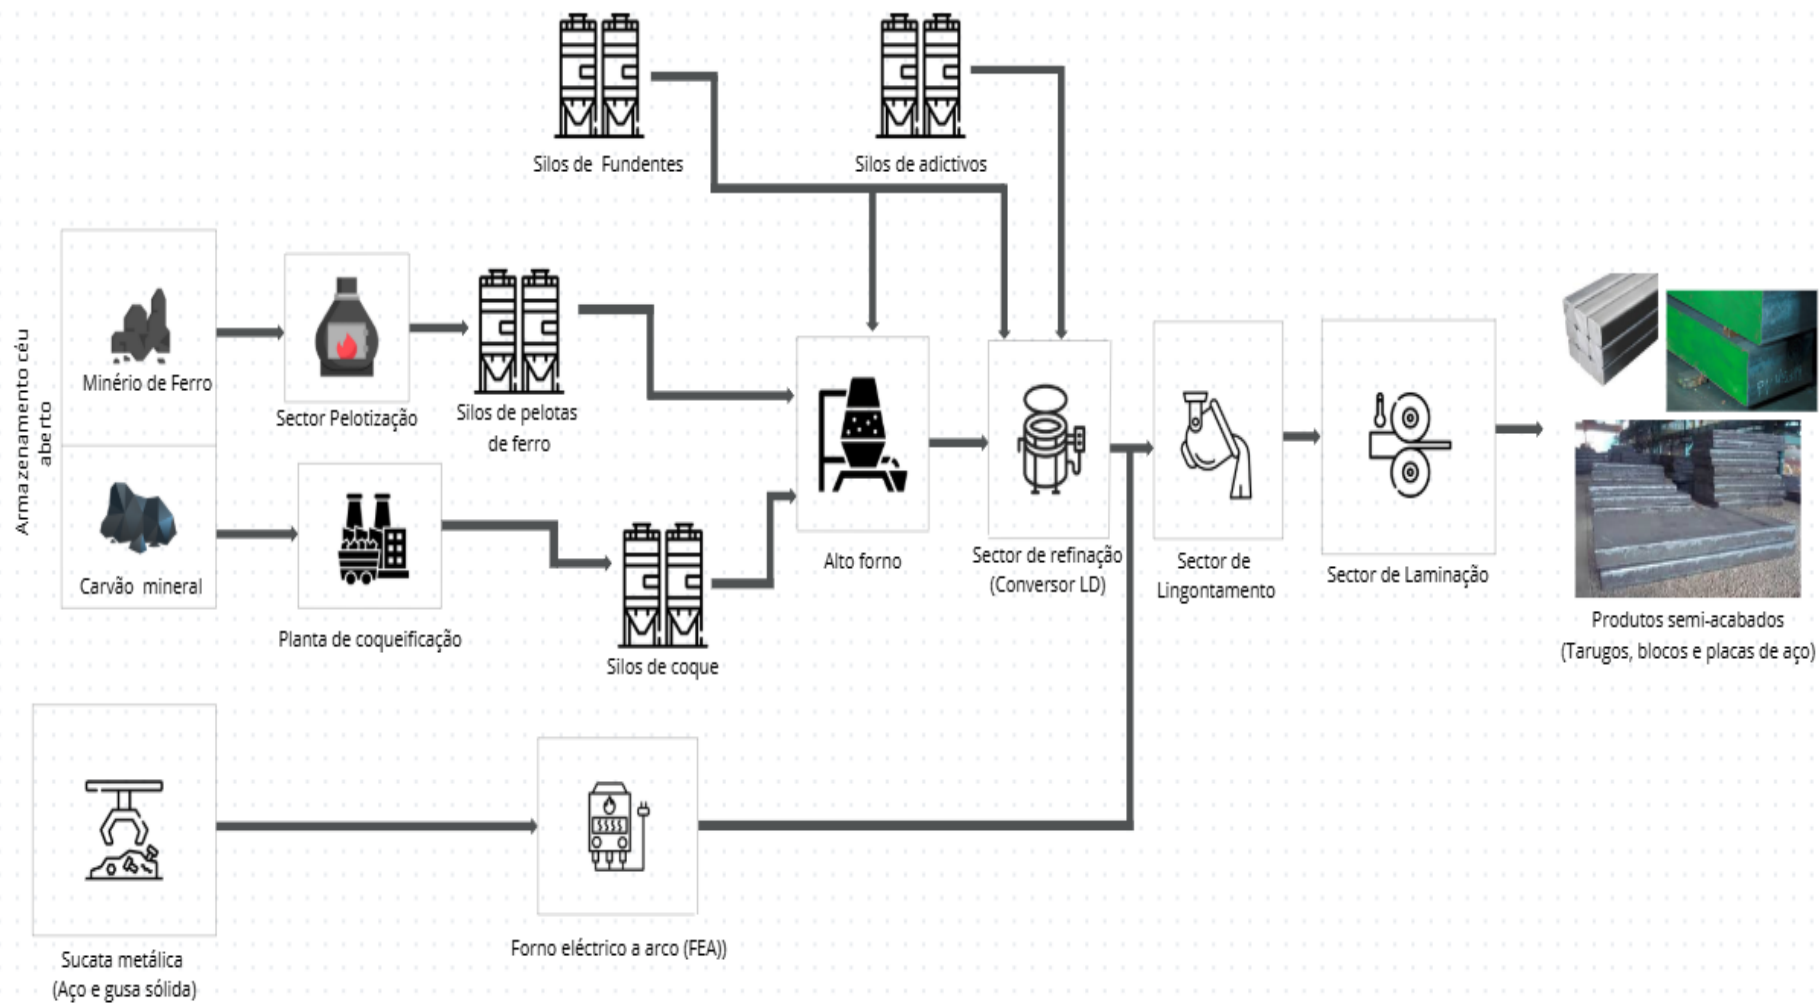 Silos de Fundentes
Silos de adictivos
Armazenamento céu
aberto
Minério de Ferro
Sector Pelotização
Silos de pelotas
de ferro
Carvão mineral
Planta de coqueificação
Silos de coque
Alto forno
Sector de refinação
(Conversor LD)
Sector de
Lingontamento
Sector de Laminação
Produtos semi-acabados
(Tarugos, blocos e placas de aço)
Sucata metálica
(Aço e gusa sólida)
Forno eléctrico a arco (FEA))